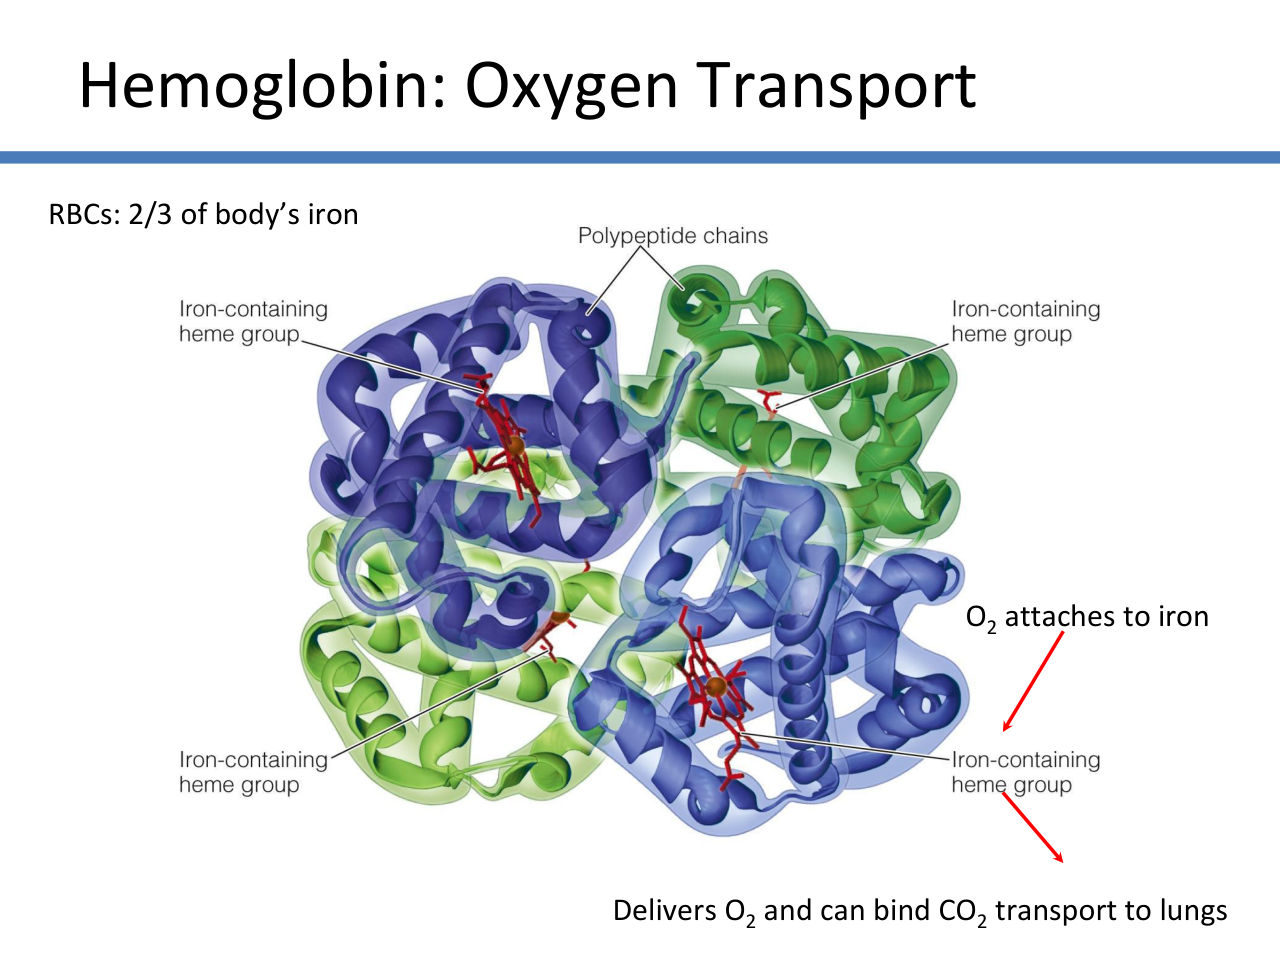 Hemoglobin: Oxygen Transport
RBCs: 2/3 of body’s iron
Polypeptide chains
Iron-containing
heme group
Iron-containing
heme group
O₂ attaches to iron
Iron-containing
heme group
Iron-containing
heme group
Delivers O₂ and can bind CO₂ transport to lungs